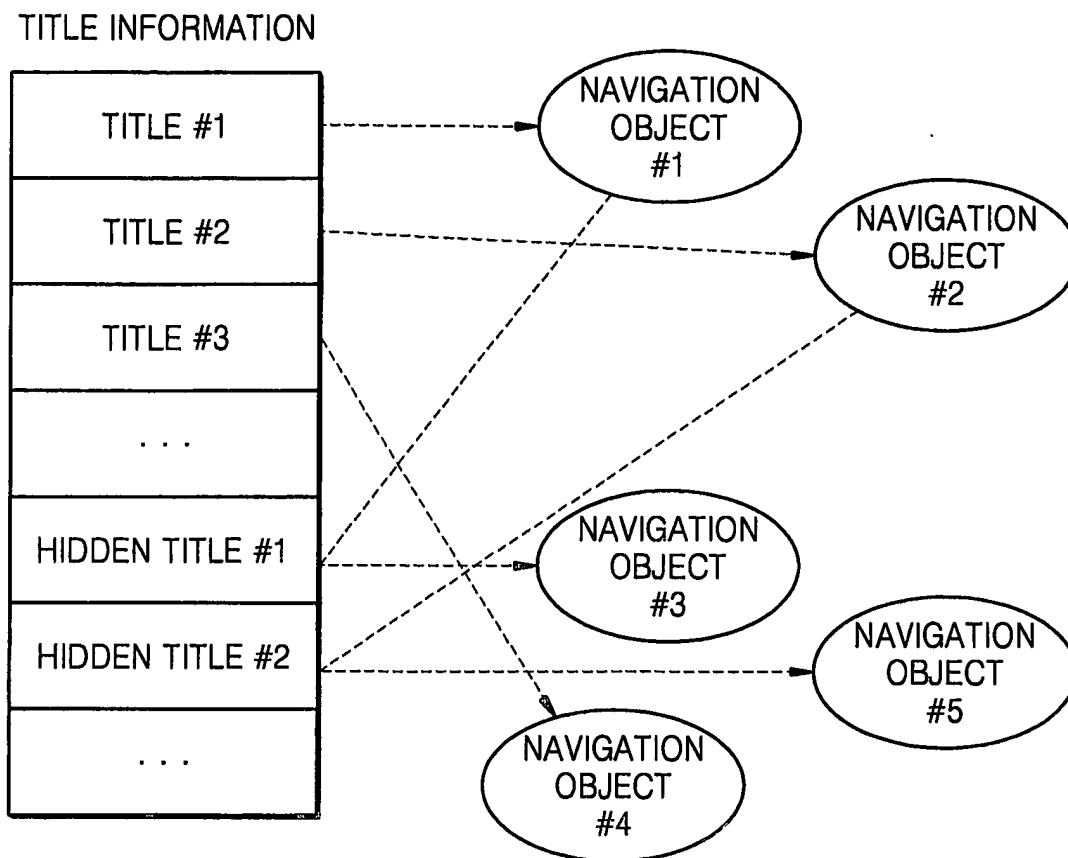 TITLE INFORMATION
TITLE #1
TITLE #2
TITLE #3
. . .
HIDDEN TITLE #1
HIDDEN TITLE #2
. . .
NAVIGATION
OBJECT
#1
NAVIGATION
OBJECT
#2
NAVIGATION
OBJECT
#3
NAVIGATION
OBJECT
#5
NAVIGATION
OBJECT
#4